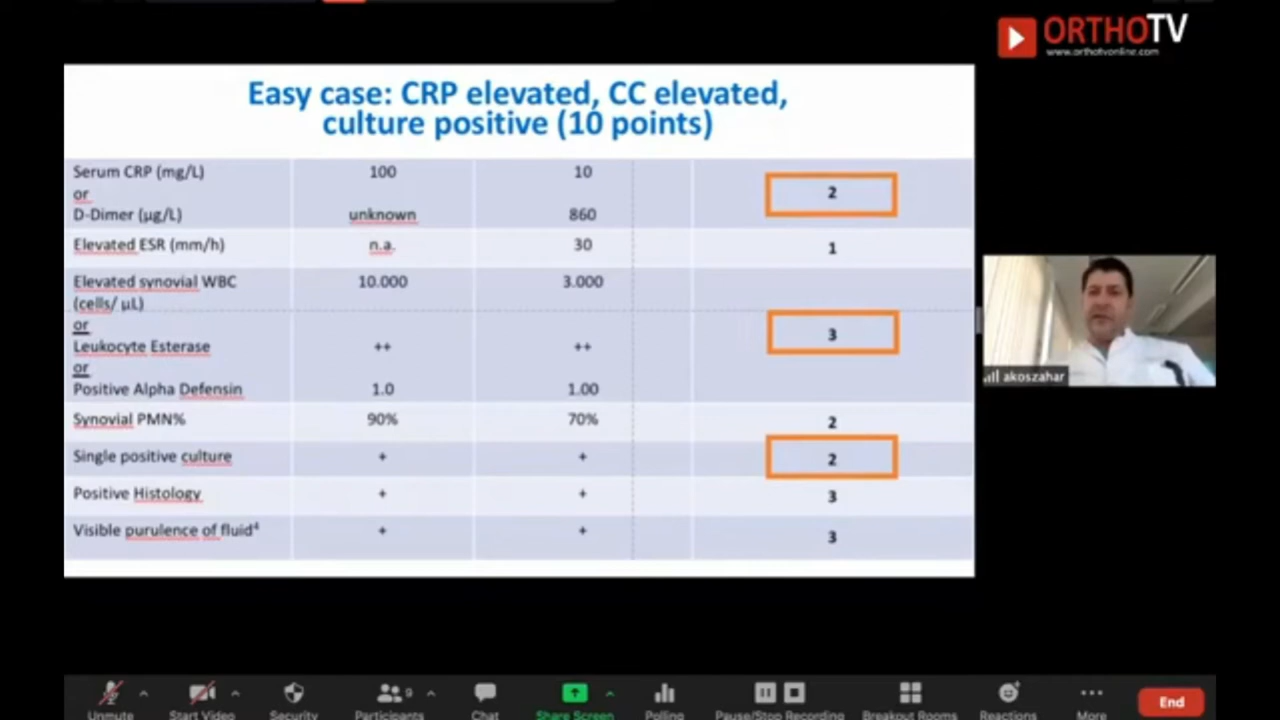 ORTHOTV
www.orthotvonline.com
Easy case: CRP elevated, CC elevated,
culture positive (10 points)
Serum CRP (mg/L) 100 10
or
2
D-Dimer (µg/L) unknown 860
Elevated ESR (mm/h) n.a. 30 1
Elevated synovial WBC 10.000 3.000
(cells/ µL)
or
3
Leukocyte Esterase ++ ++
or
Positive Alpha Defensin 1.0 1.00
Synovial PMN% 90% 70% 2
Single positive culture + + 2
Positive Histology + + 3
Visible purulence of fluid⁴ + + 3
akoszahar
9
Unmute
Start Video
Security
Participants
Chat
Share Screen
Polling
Pause/Stop Recording
Breakout Rooms
Reactions
More
End